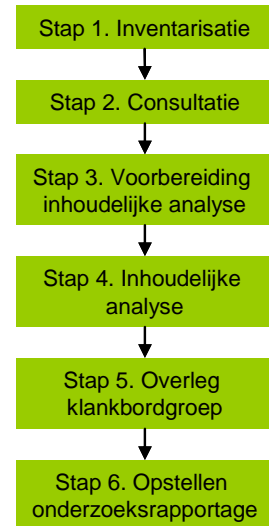 Stap 1. Inventarisatie
Stap 2. Consultatie
Stap 3. Voorbereiding
inhoudelijke analyse
Stap 4. Inhoudelijke
analyse
Stap 5. Overleg
klankbordgroep
Stap 6. Opstellen
onderzoeksrapportage